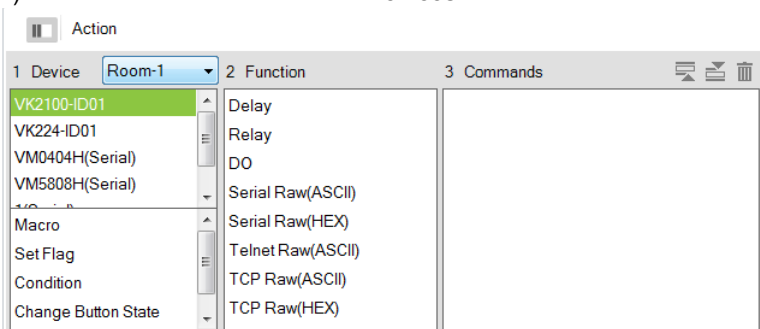 Action
1 Device Room-1 2 Function 3 Commands
VK2100-ID01
VK224-ID01
VM0404H(Serial)
VM5808H(Serial)
Macro
Set Flag
Condition
Change Button State
Delay
Relay
DO
Serial Raw(ASCII)
Serial Raw(HEX)
Telnet Raw(ASCII)
TCP Raw(ASCII)
TCP Raw(HEX)